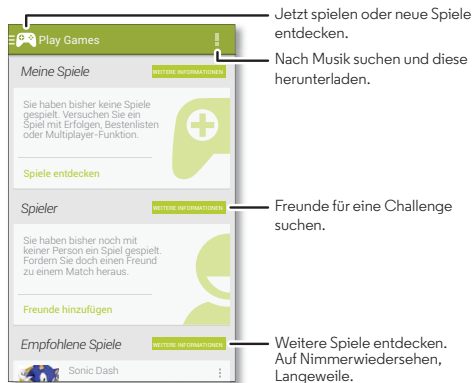 Jetzt spielen oder neue Spiele
entdecken.
Play Games
Nach Musik suchen und diese
herunterladen.
Meine Spiele
WEITERE INFORMATIONEN
Sie haben bisher keine Spiele
gespielt. Versuchen Sie ein
Spiel mit Erfolgen, Bestenlisten
oder Multiplayer-Funktion.
Spiele entdecken
Spieler
WEITERE INFORMATIONEN
Freunde für eine Challenge
suchen.
Sie haben bisher noch mit
keiner Person ein Spiel gespielt.
Fordern Sie doch einen Freund
zu einem Match heraus.
Freunde hinzufügen
Empfohlene Spiele
WEITERE INFORMATIONEN
Weitere Spiele entdecken.
Auf Nimmerwiedersehen,
Langeweile.
Sonic Dash